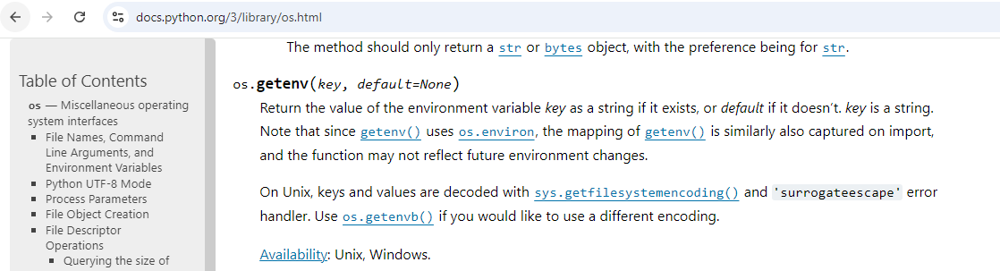 docs.python.org/3/library/os.html
The method should only return a str or bytes object, with the preference being for str.
Table of Contents
os — Miscellaneous operating
system interfaces
File Names, Command
Line Arguments, and
Environment Variables
Python UTF-8 Mode
Process Parameters
File Object Creation
File Descriptor
Operations
Querying the size of
os.getenv(key, default=None)
Return the value of the environment variable key as a string if it exists, or default if it doesn’t. key is a string.
Note that since getenv() uses os.environ, the mapping of getenv() is similarly also captured on import,
and the function may not reflect future environment changes.
On Unix, keys and values are decoded with sys.getfilesystemencoding() and 'surrogateescape' error
handler. Use os.getenvb() if you would like to use a different encoding.
Availability: Unix, Windows.